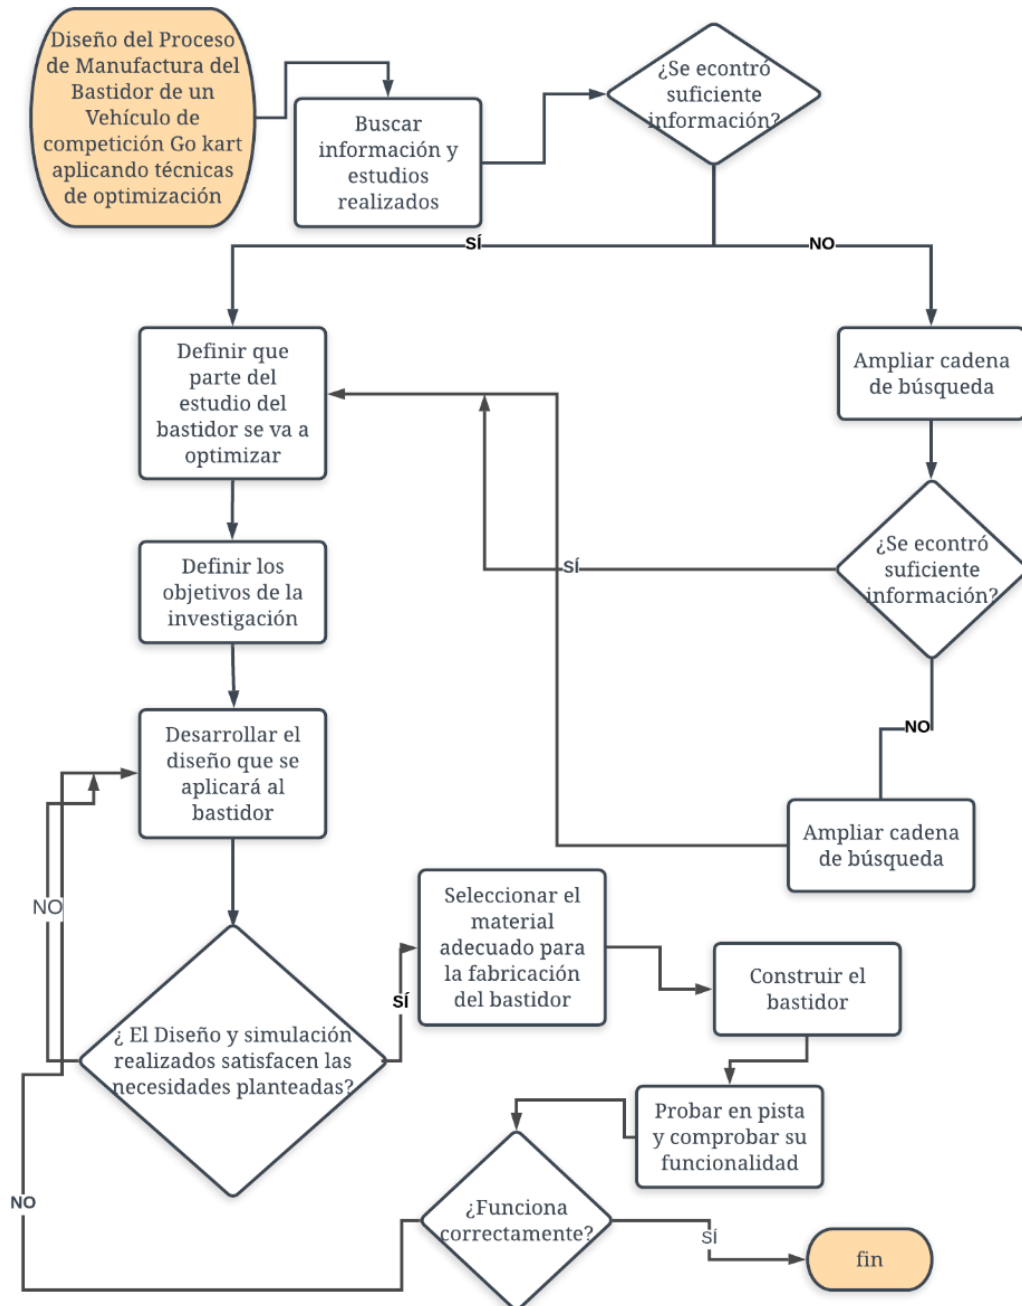 Diseño del Proceso
de Manufactura del
Bastidor de un
Vehículo de
competición Go kart
aplicando técnicas
de optimización
Buscar
información y
estudios
realizados
¿Se econtró
suficiente
información?
SÍ
NO
Definir que
parte del
estudio del
bastidor se va a
optimizar
Ampliar cadena
de búsqueda
¿Se econtró
suficiente
información?
SÍ
NO
Definir los
objetivos de la
investigación
Desarrollar el
diseño que se
aplicará al
bastidor
Ampliar cadena
de búsqueda
NO
¿ El Diseño y simulación
realizados satisfacen las
necesidades planteadas?
SÍ
Seleccionar el
material
adecuado para
la fabricación
del bastidor
Construir el
bastidor
Probar en pista
y comprobar su
funcionalidad
¿Funciona
correctamente?
NO
SÍ
fin